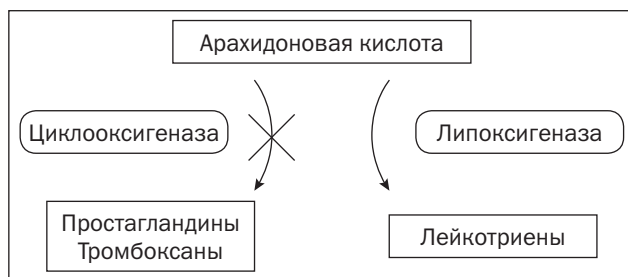 Арахидоновая кислота
Циклооксигеназа
Липоксигеназа
Простагландины
Тромбоксаны
Лейкотриены